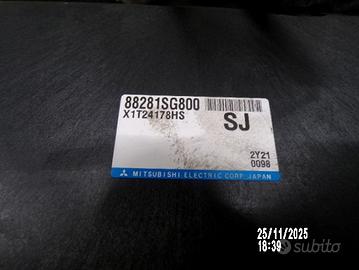 88281SG800
X1T24178HS
SJ
2Y21
0098
MITSUBISHI ELECTRIC CORP. JAPAN
25/11/2025
18:39
subito